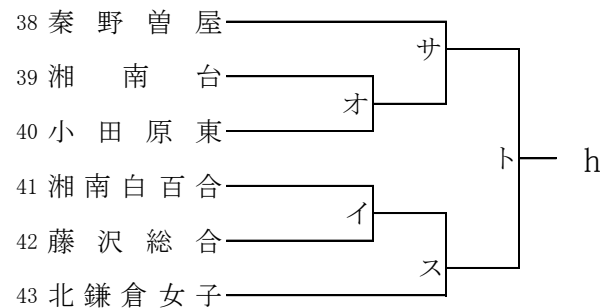 38 秦野曽屋
サ
39 湘南台
オ
40 小田原東
ト h
41 湘南白百合
イ
42 藤沢総合
ス
43 北鎌倉女子